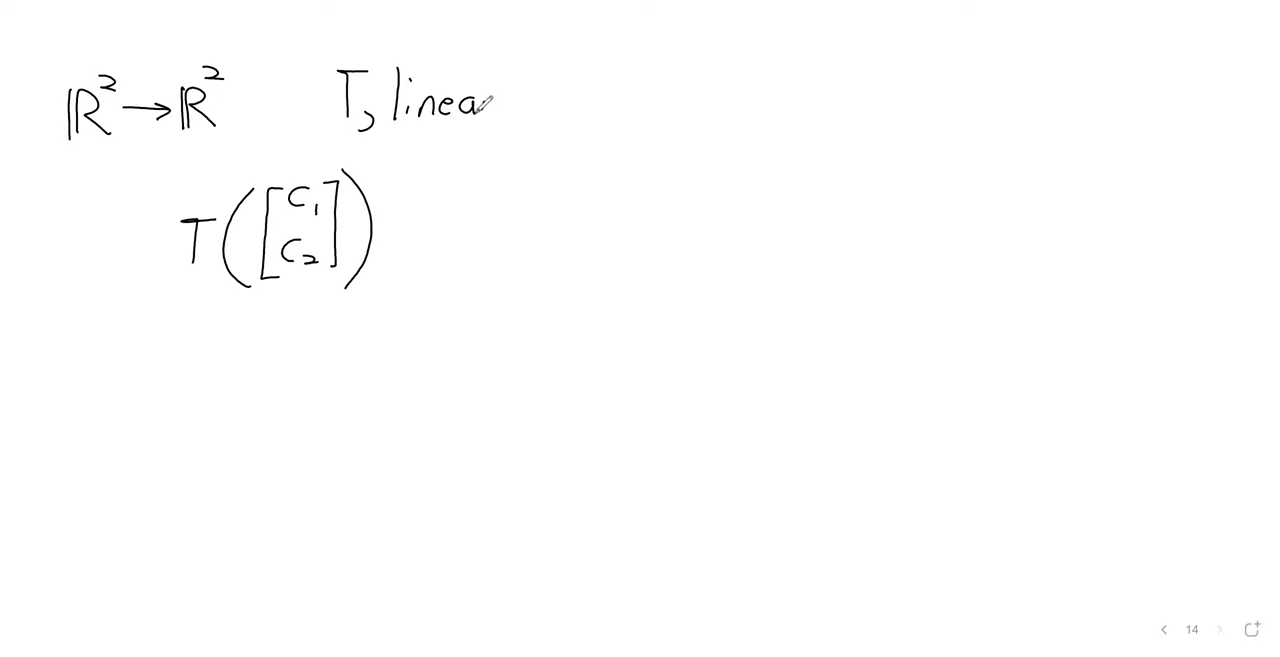 ℝ² → ℝ² T, linea
T([C₁
C₂])
14